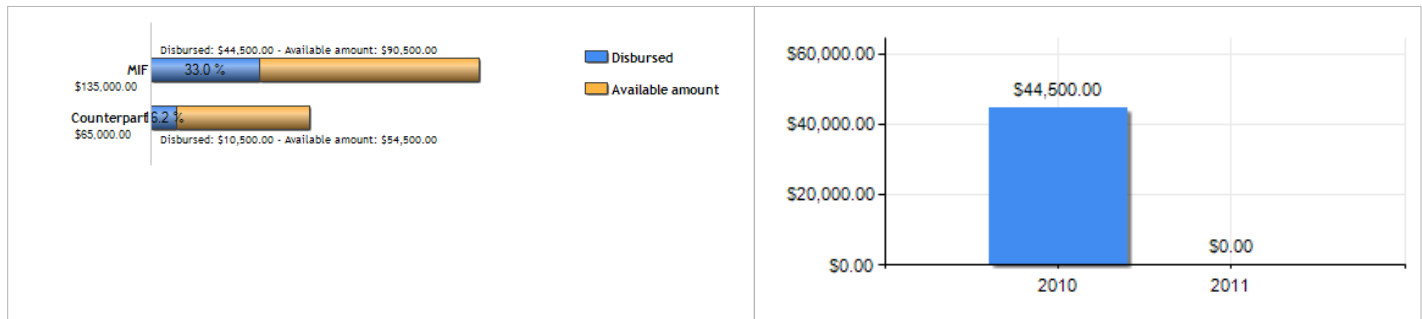 Disbursed: $44,500.00 - Available amount: $90,500.00
MIF
33.0 %
$135,000.00
Counterpart
6.2 %
$65,000.00
Disbursed: $10,500.00 - Available amount: $54,500.00
Disbursed
Available amount
$60,000.00
$44,500.00
$40,000.00
$20,000.00
$0.00
$0.00
2010
2011